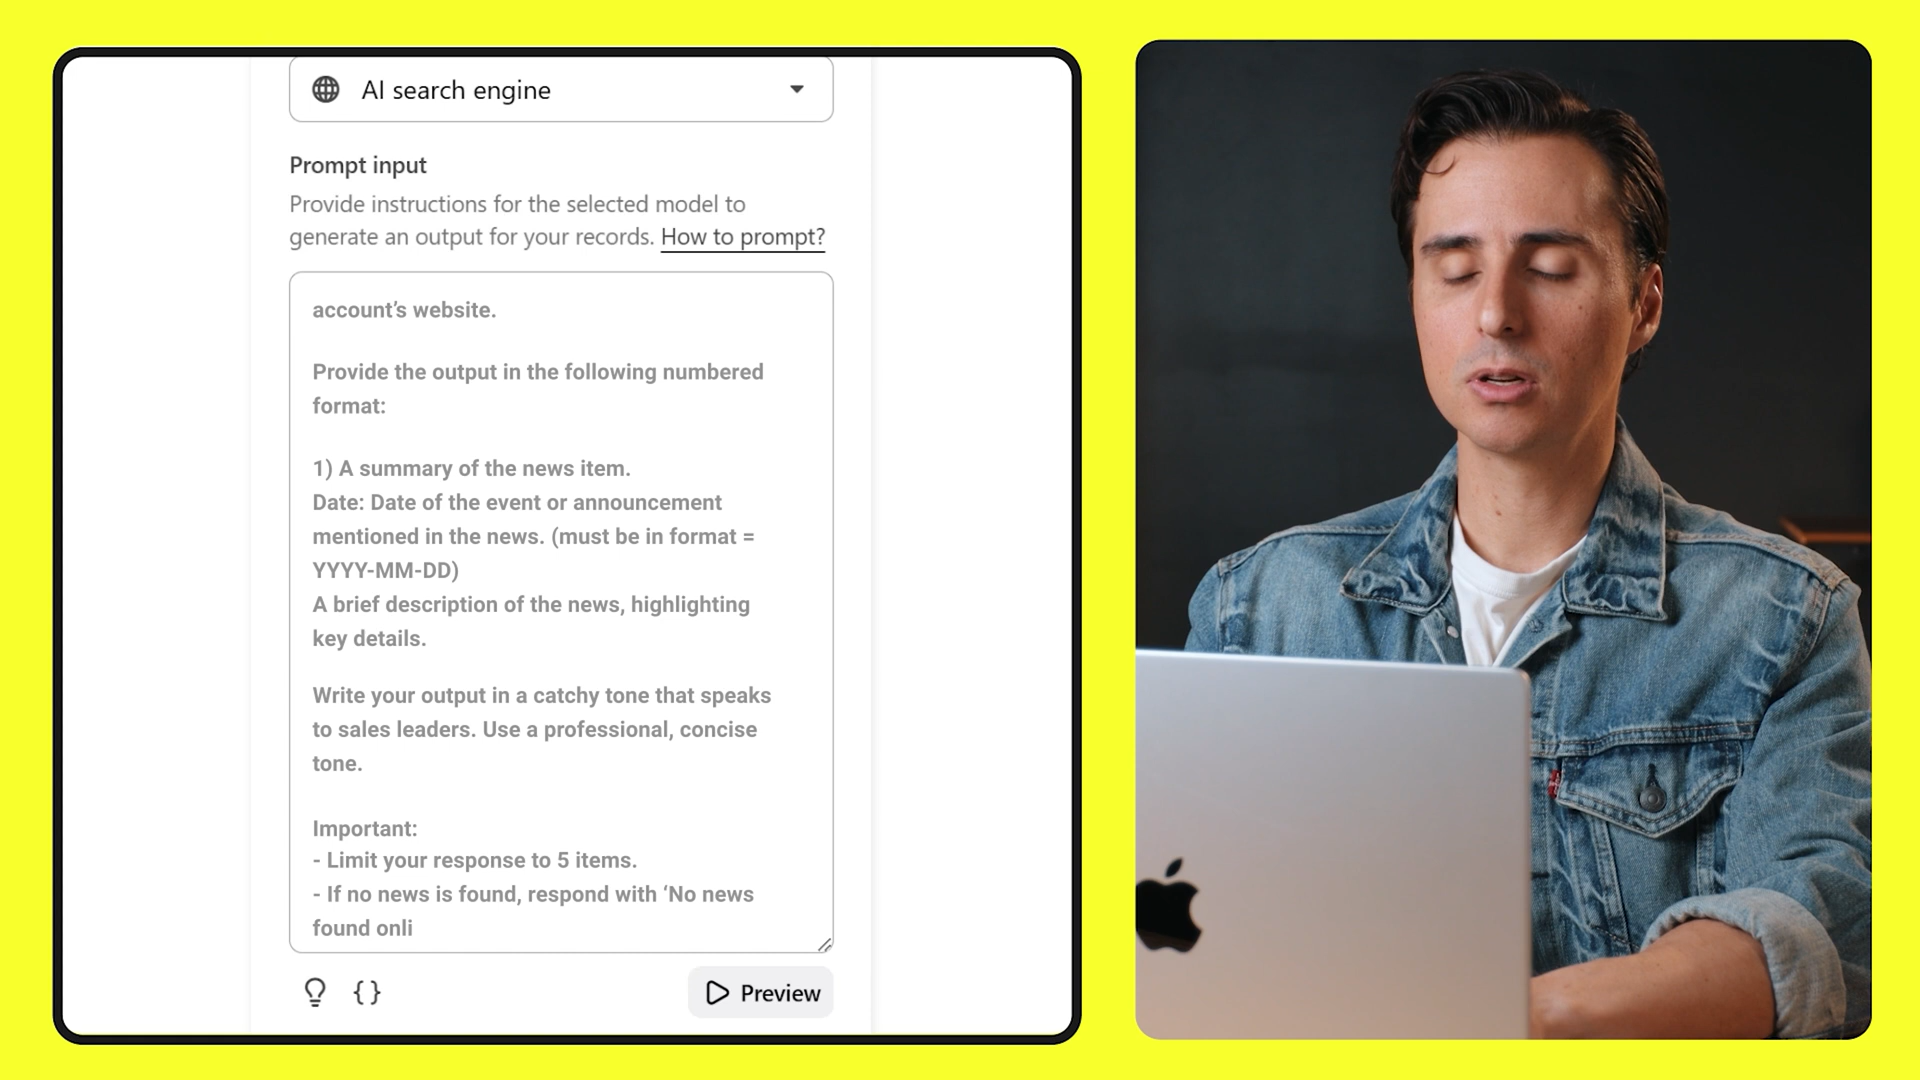 AI search engine
Prompt input
Provide instructions for the selected model to
generate an output for your records. How to prompt?
account’s website.
Provide the output in the following numbered
format:
1) A summary of the news item.
Date: Date of the event or announcement
mentioned in the news. (must be in format =
YYYY-MM-DD)
A brief description of the news, highlighting
key details.
Write your output in a catchy tone that speaks
to sales leaders. Use a professional, concise
tone.
Important:
- Limit your response to 5 items.
- If no news is found, respond with ‘No news
found onli
{ }
Preview